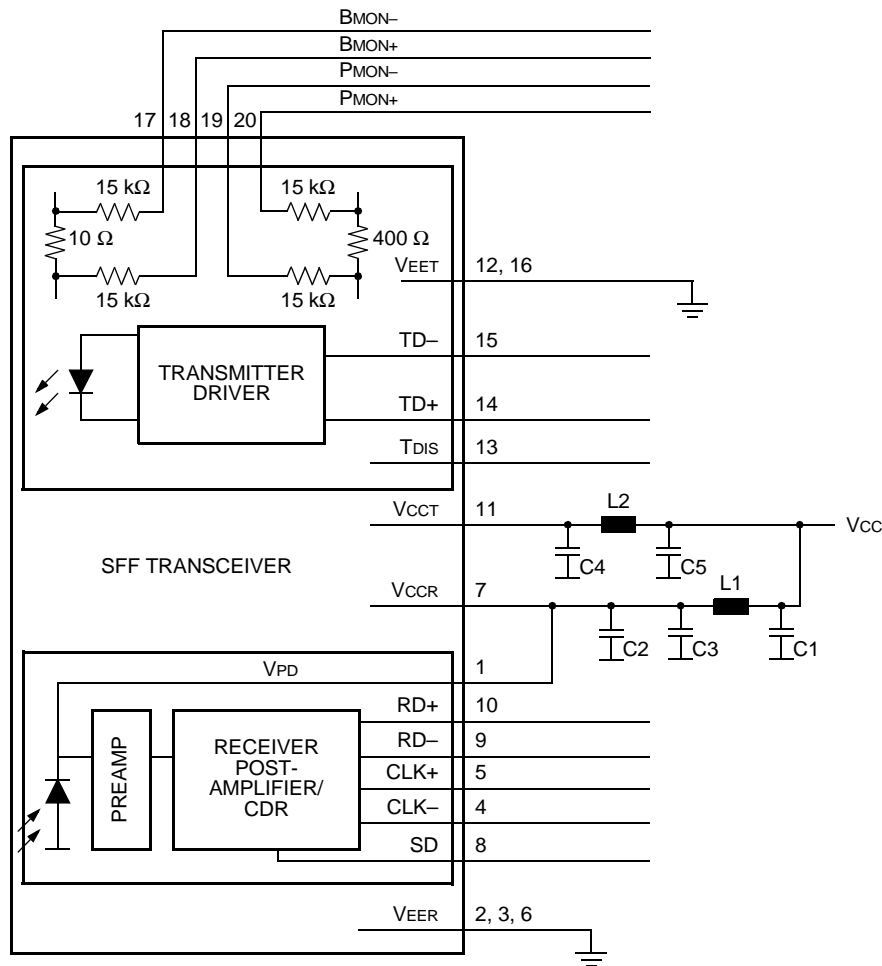 BMON–
BMON+
PMON–
PMON+
17 18 19 20
15 kΩ 15 kΩ
10 Ω 400 Ω
15 kΩ 15 kΩ
VEET 12, 16
TD– 15
TRANSMITTER
DRIVER
TD+ 14
TDIS 13
VCCT 11 L2 VCC
C4 C5
SFF TRANSCEIVER
VCCR 7 L1
C2 C3 C1
VPD 1
RD+ 10
RD– 9
CLK+ 5
CLK– 4
SD 8
PREAMP
RECEIVER
POST-
AMPLIFIER/
CDR
VEER 2, 3, 6